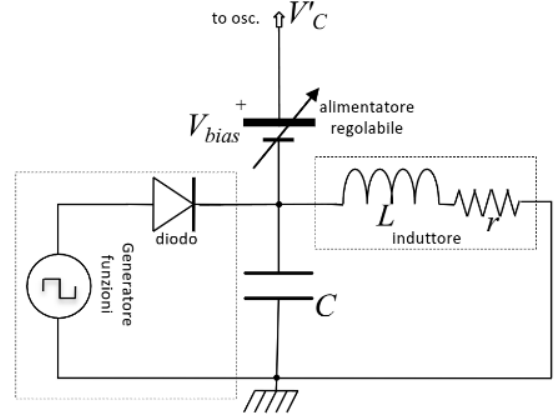 to osc.
V'C
+
Vbias
alimentatore
regolabile
diodo
L
r
induttore
Generatore
funzioni
C